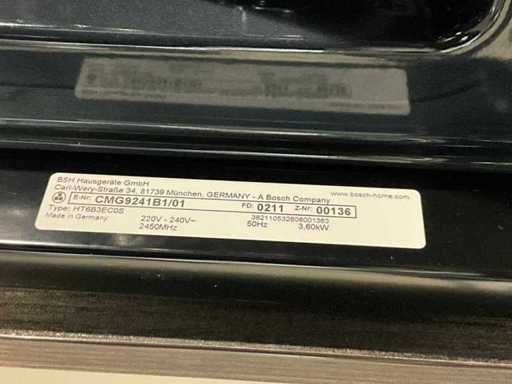 BSH Hausgeräte GmbH
Carl-Wery-Straße 34, 81739 München, GERMANY - A Bosch Company
www.bosch-home.com
E-Nr. CMG9241B1/01 FD. 0211 Z-Nr. 00136
Type: HT6B3EC0S 220V - 240V~ 382110532606001363
Made in Germany 2450MHz 50Hz 3,60kW